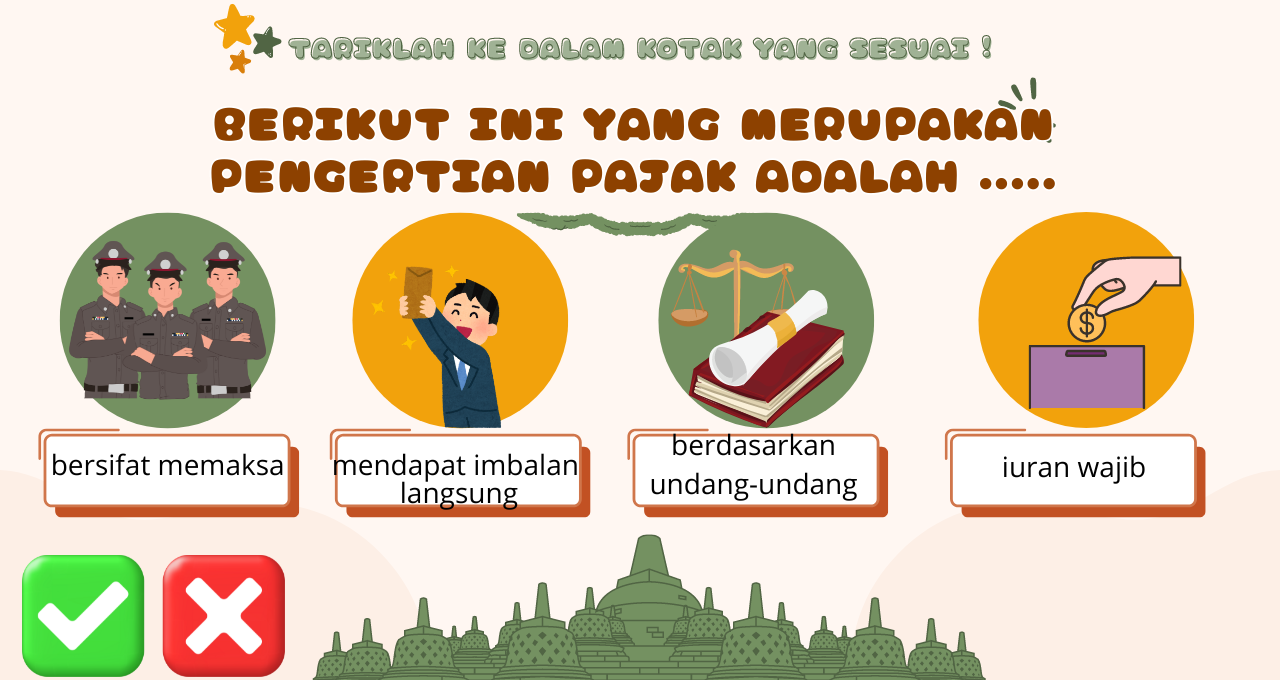 TARIKLAH KE DALAM KOTAK YANG SESUAI !
BERIKUT INI YANG MERUPAKAN
PENGERTIAN PAJAK ADALAH .....
bersifat memaksa
mendapat imbalan
langsung
berdasarkan
undang-undang
iuran wajib